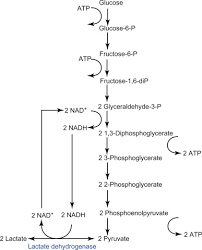 Glucose
ATP
Glucose-6-P
Fructose-6-P
ATP
Fructose-1,6-diP
2 NAD+
2 Glyceraldehyde-3-P
2 NADH
2 1,3-Diphosphoglycerate
2 ATP
2 3-Phosphoglycerate
2 2-Phosphoglycerate
2 Phosphoenolpyruvate
2 NAD+
2 NADH
2 ATP
2 Lactate
2 Pyruvate
Lactate dehydrogenase